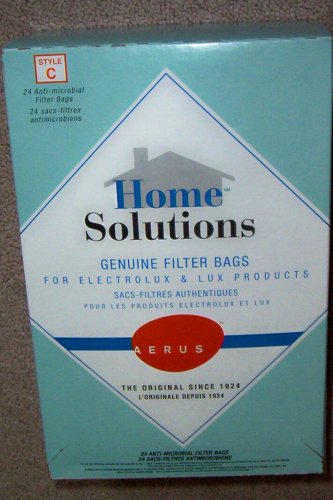 STYLE
C
24 Anti-microbial
Filter Bags
24 sacs-filtres
antimicrobiens
Home™
Solutions
GENUINE FILTER BAGS
FOR ELECTROLUX & LUX PRODUCTS
SACS-FILTRES AUTHENTIQUES
POUR LES PRODUITS ELECTROLUX ET LUX
AERUS
THE ORIGINAL SINCE 1924
L'ORIGINALE DEPUIS 1924
24 ANTI-MICROBIAL FILTER BAGS
24 SACS-FILTRES ANTIMICROBIENS